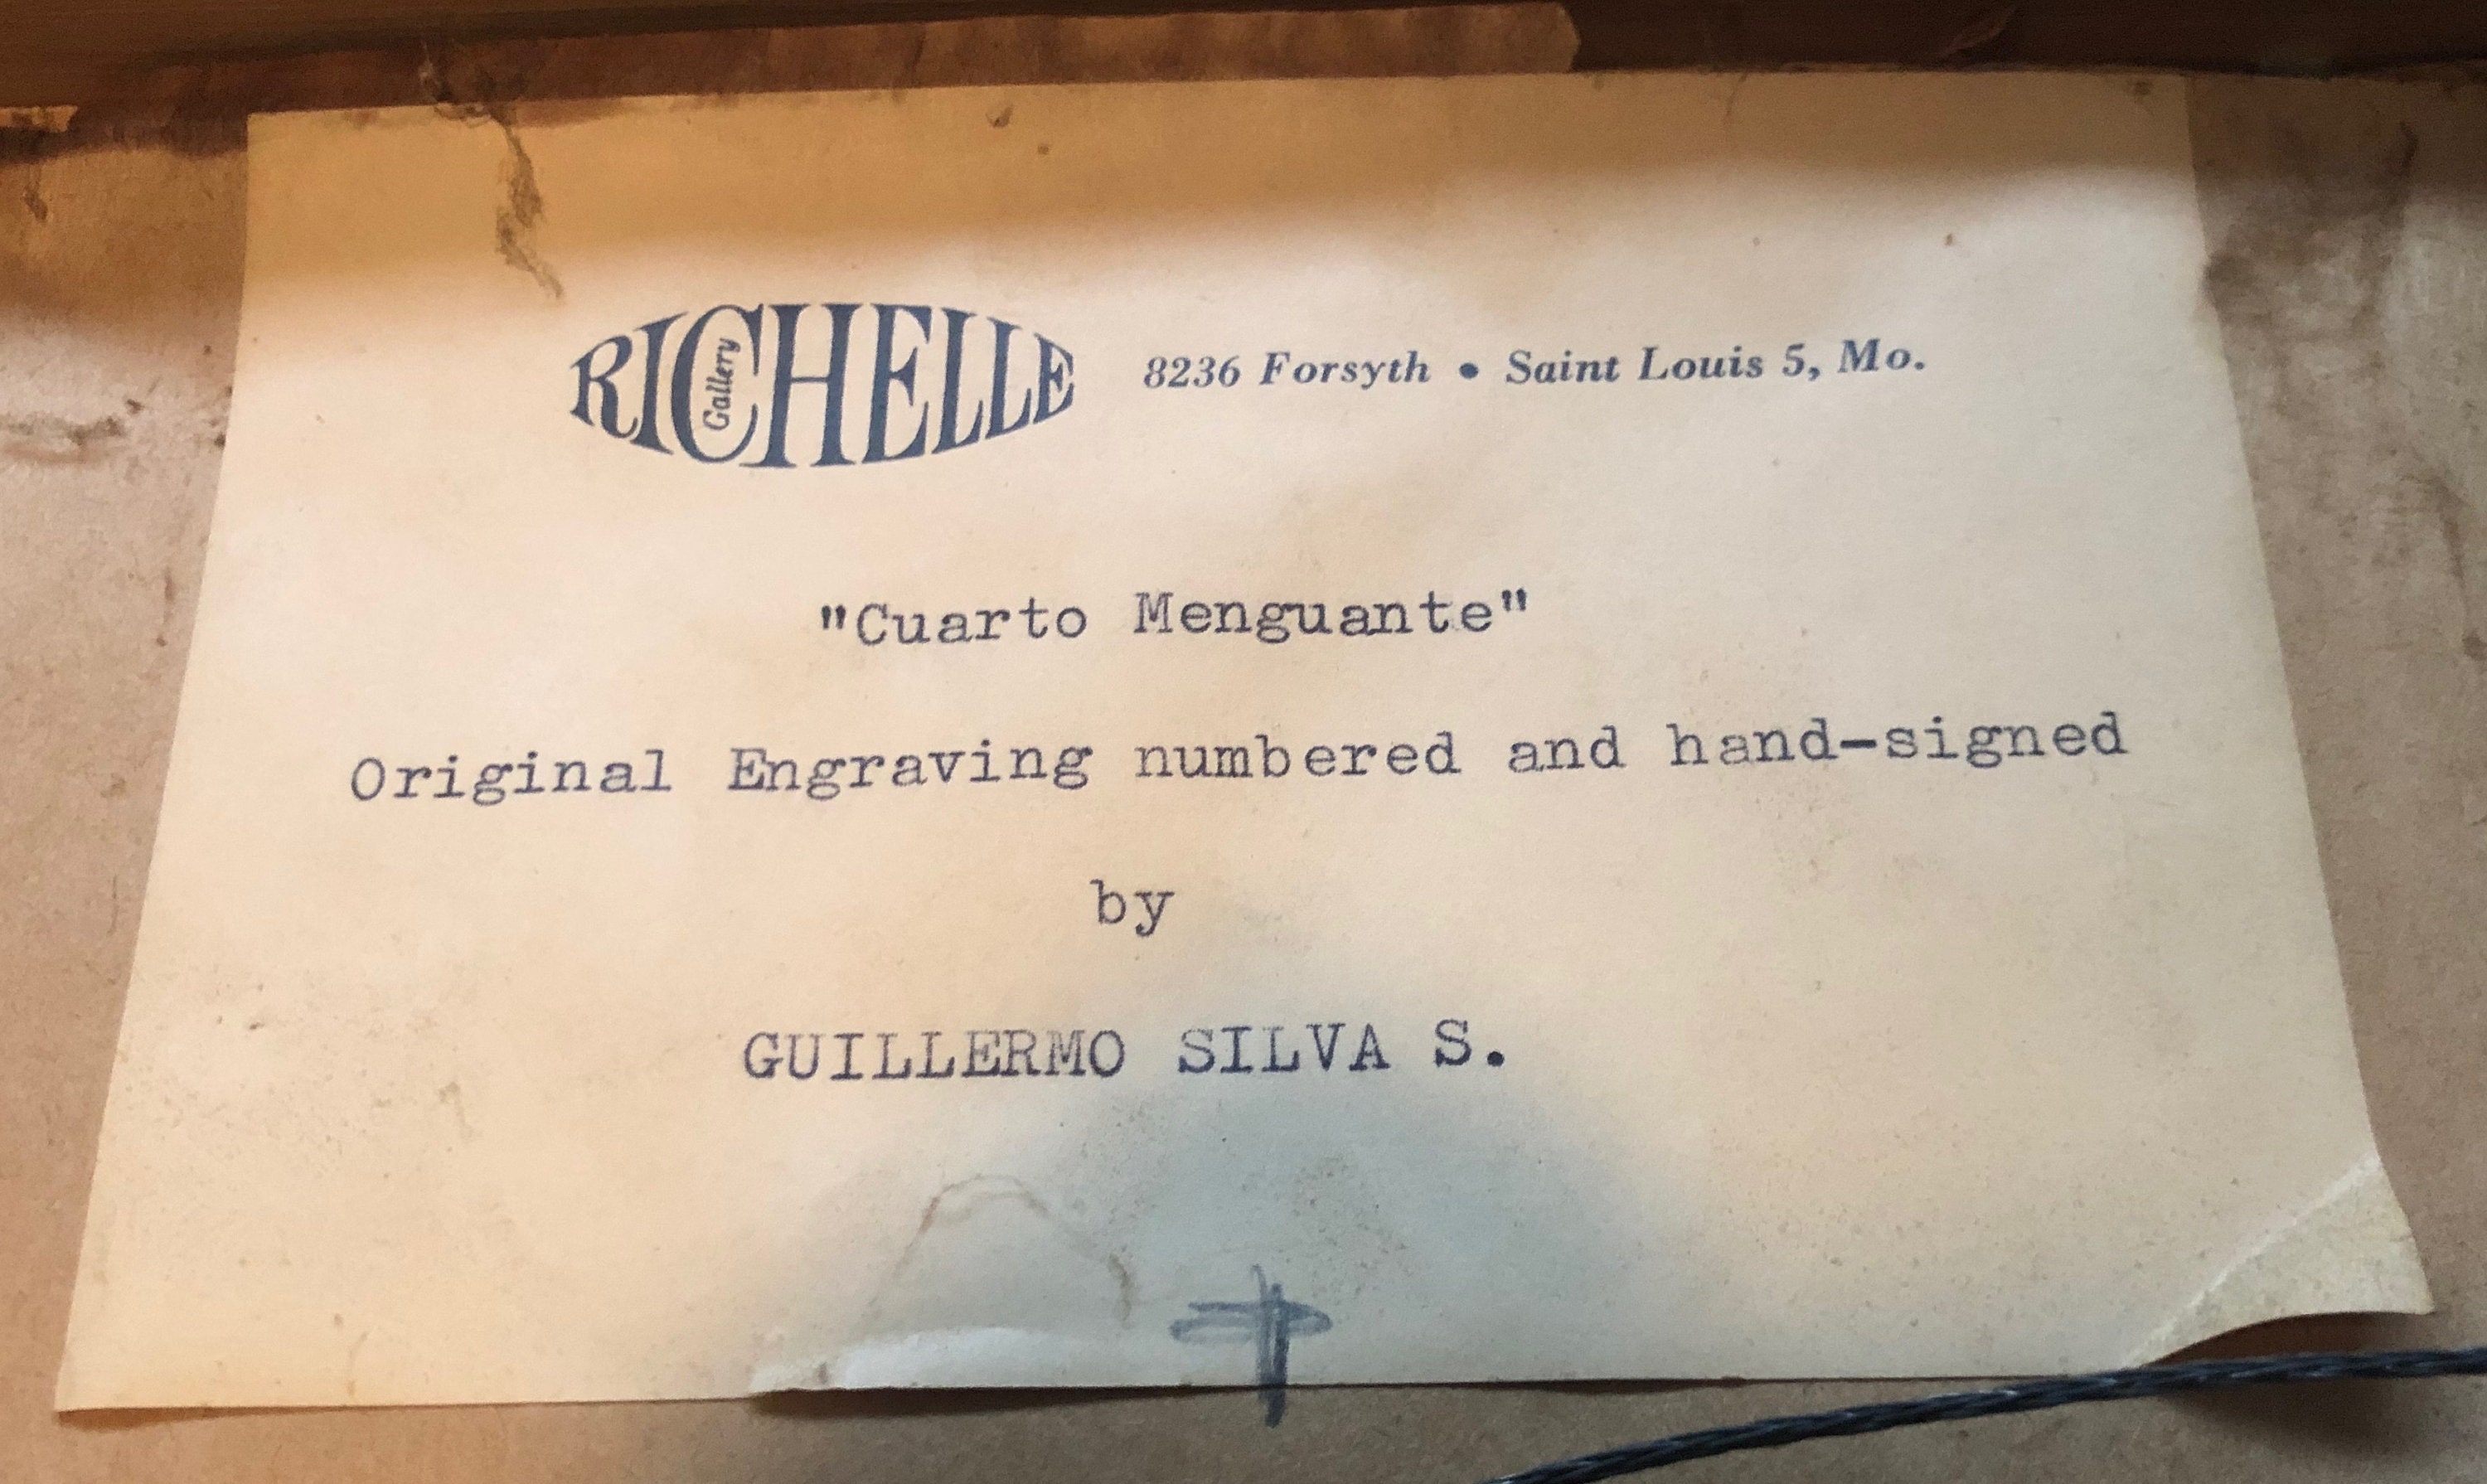 RICHELLE
Gallery
8236 Forsyth • Saint Louis 5, Mo.
"Cuarto Menguante"
Original Engraving numbered and hand-signed
by
GUILLERMO SILVA S.